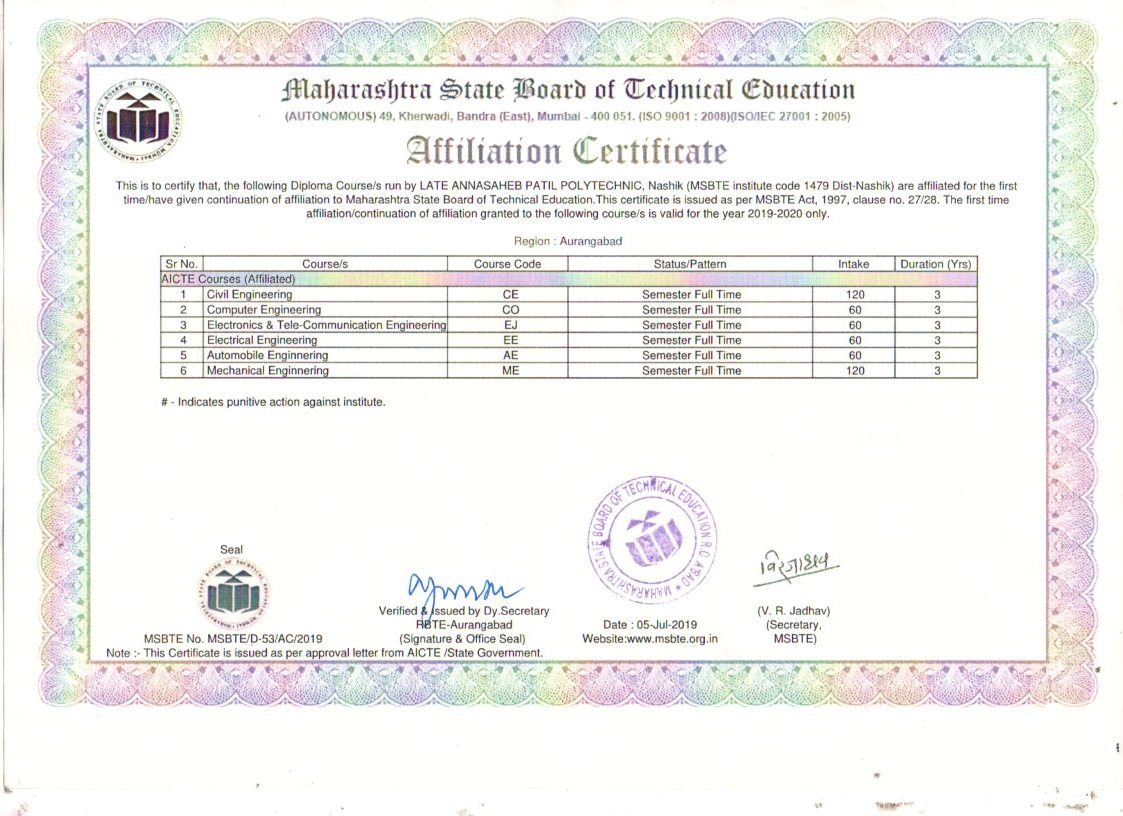 Maharashtra State Board of Technical Education
(AUTONOMOUS) 49, Kherwadi, Bandra (East), Mumbai - 400 051. (ISO 9001 : 2008)(ISO/IEC 27001 : 2005)
Affiliation Certificate
This is to certify that, the following Diploma Course/s run by LATE ANNASAHEB PATIL POLYTECHNIC, Nashik (MSBTE institute code 1479 Dist-Nashik) are affiliated for the first
time/have given continuation of affiliation to Maharashtra State Board of Technical Education.This certificate is issued as per MSBTE Act, 1997, clause no. 27/28. The first time
affiliation/continuation of affiliation granted to the following course/s is valid for the year 2019-2020 only.
Region : Aurangabad
Sr No. Course/s Course Code Status/Pattern Intake Duration (Yrs)
AICTE Courses (Affiliated)
1 Civil Engineering CE Semester Full Time 120 3
2 Computer Engineering CO Semester Full Time 60 3
3 Electronics & Tele-Communication Engineering EJ Semester Full Time 60 3
4 Electrical Engineering EE Semester Full Time 60 3
5 Automobile Enginnering AE Semester Full Time 60 3
6 Mechanical Enginnering ME Semester Full Time 120 3
# - Indicates punitive action against institute.
MAHARASHTRA STATE BOARD OF TECHNICAL EDUCATION R.O. A'BAD
Seal
Verified & Issued by Dy.Secretary
RBTE-Aurangabad
(Signature & Office Seal)
MSBTE No. MSBTE/D-53/AC/2019
Date : 05-Jul-2019
Website:www.msbte.org.in
(V. R. Jadhav)
(Secretary,
MSBTE)
Note :- This Certificate is issued as per approval letter from AICTE /State Government.